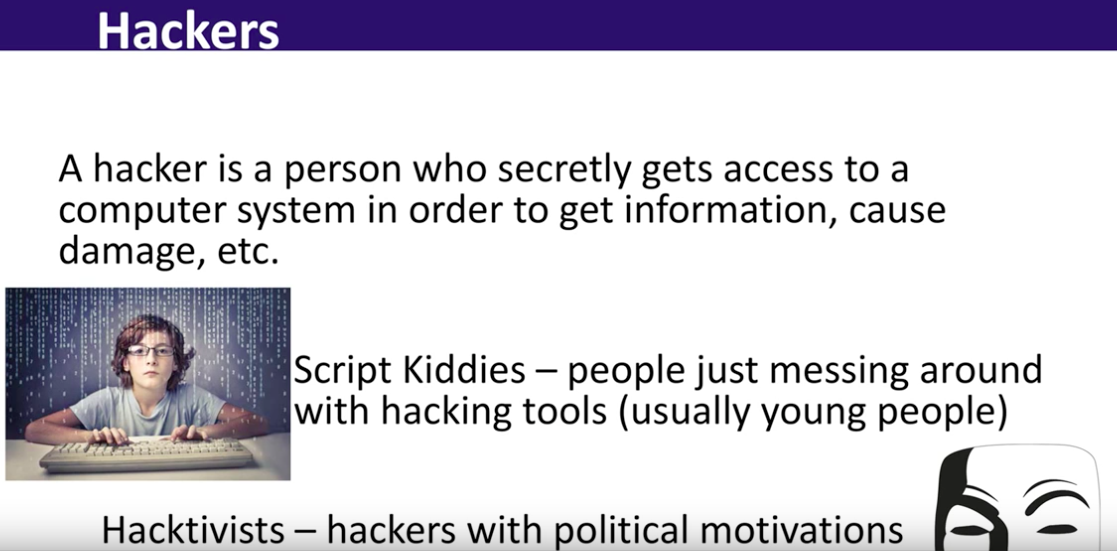 Hackers
A hacker is a person who secretly gets access to a
computer system in order to get information, cause
damage, etc.
Script Kiddies – people just messing around
with hacking tools (usually young people)
Hacktivists – hackers with political motivations